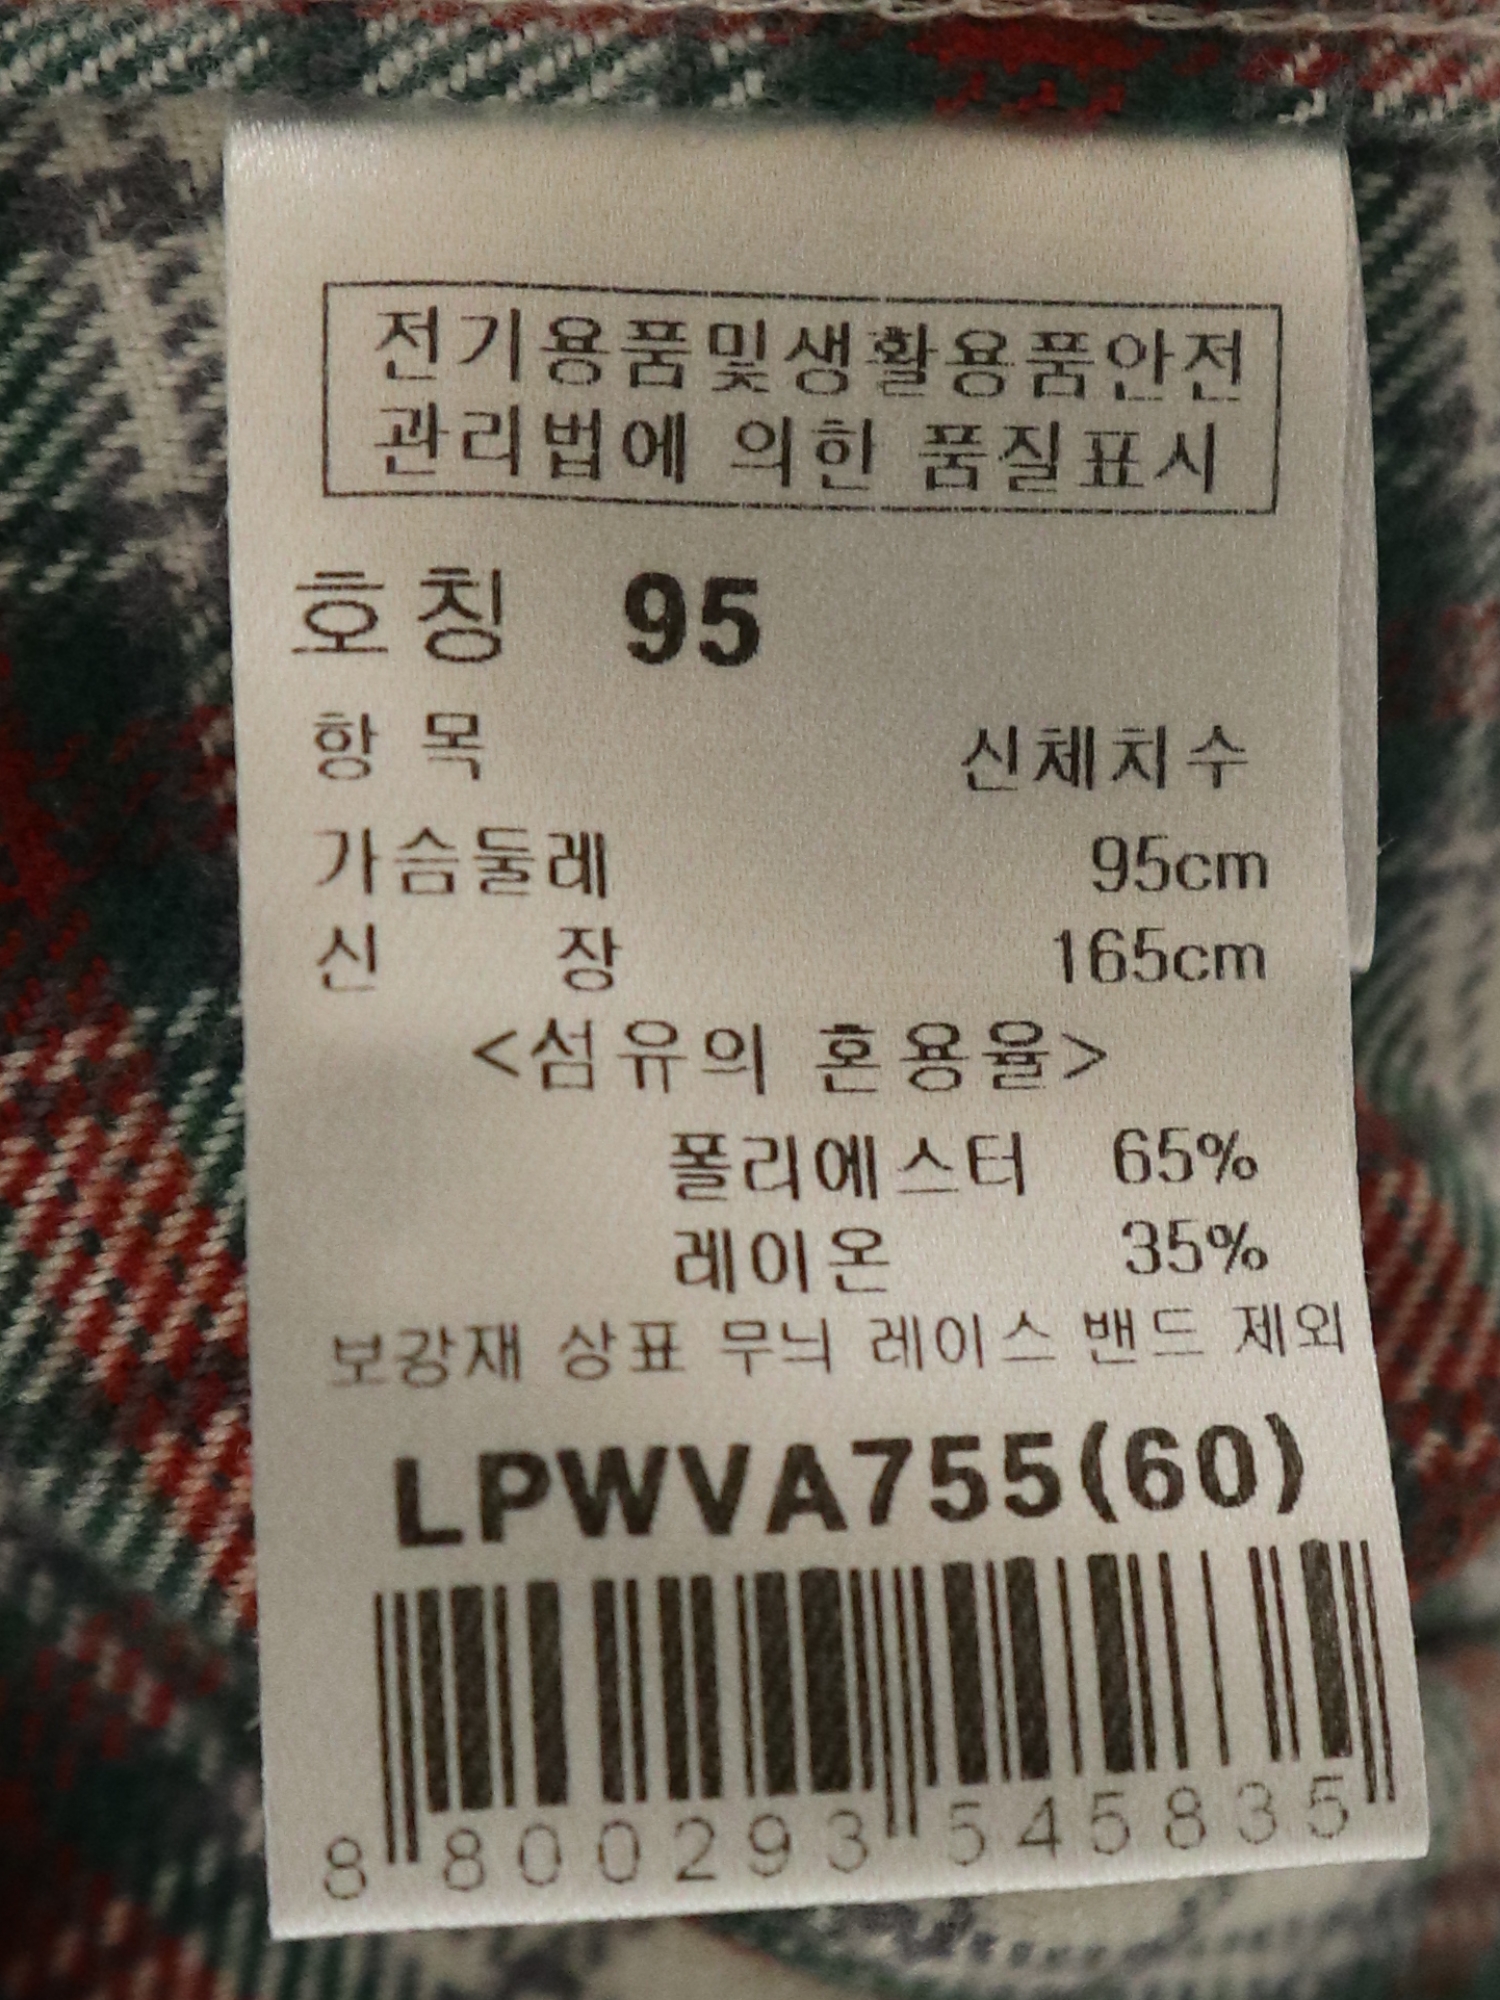 전기용품및생활용품안전
관리법에 의한 품질표시
호칭 95
항목 신체치수
가슴둘레 95cm
신장 165cm
<섬유의 혼용율>
폴리에스터 65%
레이온 35%
보강재 상표 무늬 레이스 밴드 제외
LPWVA755(60)
8 800293 545835